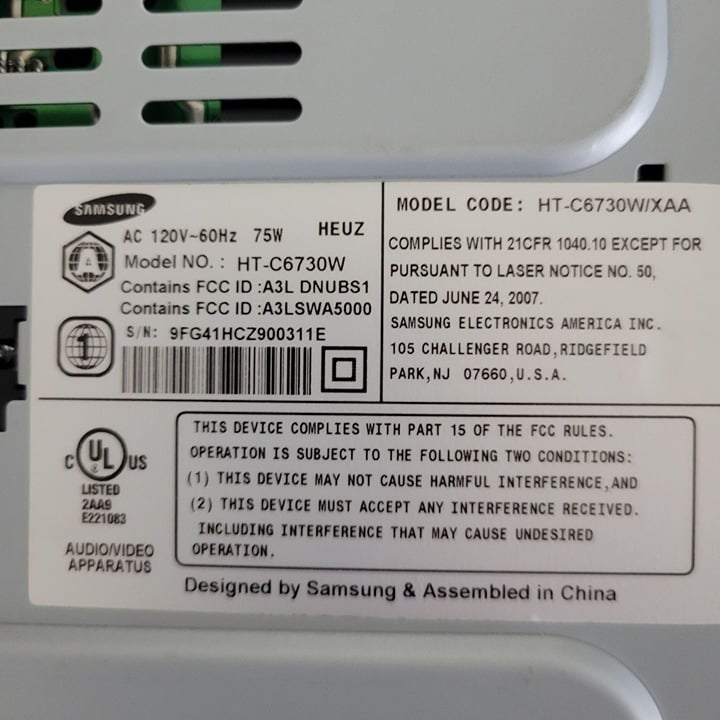 SAMSUNG
AC 120V~60Hz 75W HEUZ
Model NO. : HT-C6730W
Contains FCC ID :A3L DNUBS1
Contains FCC ID :A3LSWA5000
S/N: 9FG41HCZ900311E
1
MODEL CODE: HT-C6730W/XAA
COMPLIES WITH 21CFR 1040.10 EXCEPT FOR
PURSUANT TO LASER NOTICE NO. 50,
DATED JUNE 24, 2007.
SAMSUNG ELECTRONICS AMERICA INC.
105 CHALLENGER ROAD,RIDGEFIELD
PARK,NJ 07660,U.S.A.
C UL US
LISTED
2AA9
E221083
AUDIO/VIDEO
APPARATUS
THIS DEVICE COMPLIES WITH PART 15 OF THE FCC RULES.
OPERATION IS SUBJECT TO THE FOLLOWING TWO CONDITIONS:
(1) THIS DEVICE MAY NOT CAUSE HARMFUL INTERFERENCE,AND
(2) THIS DEVICE MUST ACCEPT ANY INTERFERENCE RECEIVED.
INCLUDING INTERFERENCE THAT MAY CAUSE UNDESIRED
OPERATION.
Designed by Samsung & Assembled in China